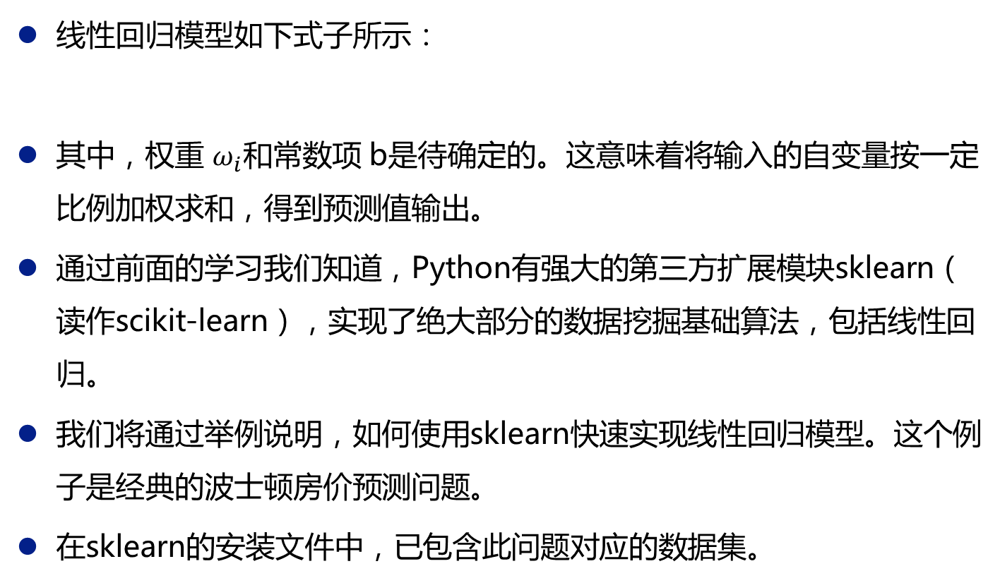 线性回归模型如下式子所示：
其中，权重 ωᵢ和常数项 b是待确定的。这意味着将输入的自变量按一定
比例加权求和，得到预测值输出。
通过前面的学习我们知道，Python有强大的第三方扩展模块sklearn（
读作scikit-learn），实现了绝大部分的数据挖掘基础算法，包括线性回
归。
我们将通过举例说明，如何使用sklearn快速实现线性回归模型。这个例
子是经典的波士顿房价预测问题。
在sklearn的安装文件中，已包含此问题对应的数据集。